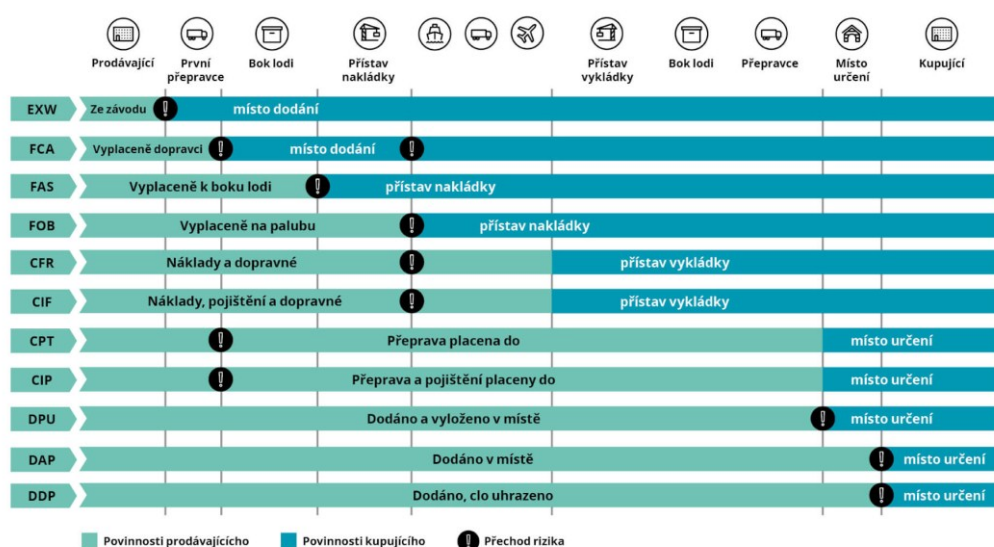 Prodávající
První
přepravce
Bok lodi
Přístav
nakládky
Přístav
vykládky
Bok lodi
Přepravce
Místo
určení
Kupující
EXW Ze závodu místo dodání
FCA Vyplaceně dopravci místo dodání
FAS Vyplaceně k boku lodi přístav nakládky
FOB Vyplaceně na palubu přístav nakládky
CFR Náklady a dopravné přístav vykládky
CIF Náklady, pojištění a dopravné přístav vykládky
CPT Přeprava placena do místo určení
CIP Přeprava a pojištění placeny do místo určení
DPU Dodáno a vyloženo v místě místo určení
DAP Dodáno v místě místo určení
DDP Dodáno, clo uhrazeno místo určení
Povinnosti prodávajícícho Povinnosti kupujícího Přechod rizika